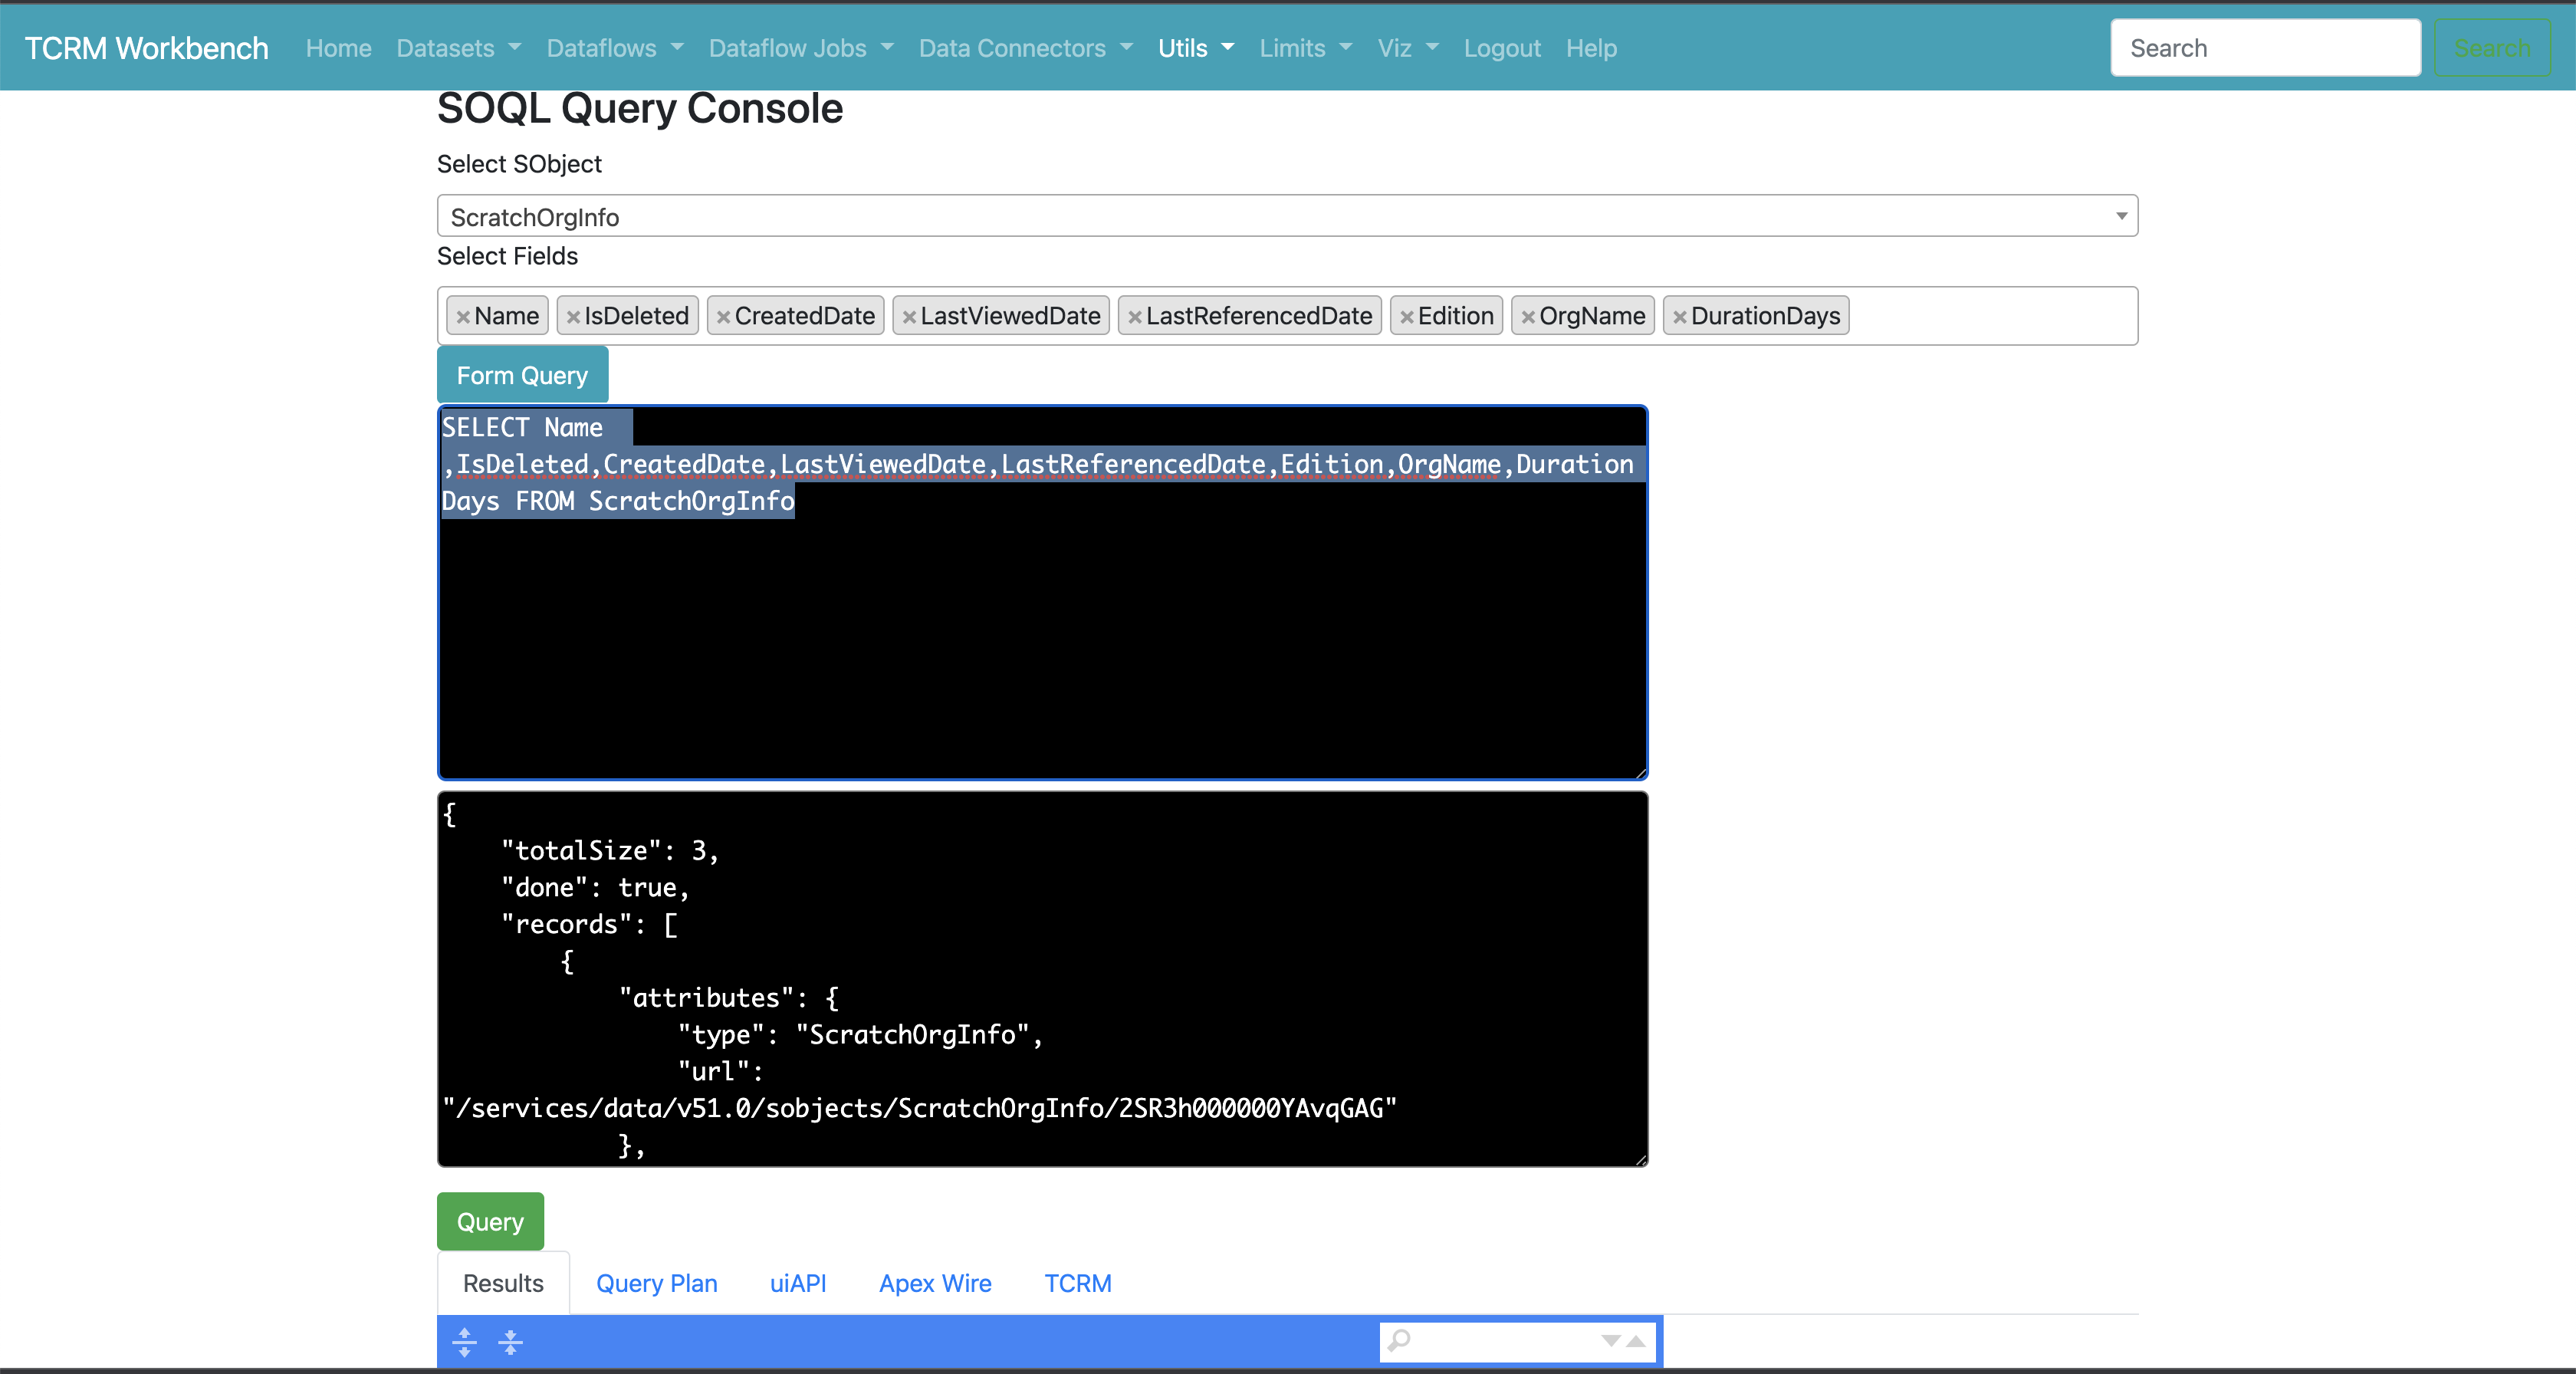 TCRM Workbench Home Datasets Dataflows Dataflow Jobs Data Connectors Utils Limits Viz Logout Help Search Search
SOQL Query Console
Select SObject
ScratchOrgInfo
Select Fields
×Name ×IsDeleted ×CreatedDate ×LastViewedDate ×LastReferencedDate ×Edition ×OrgName ×DurationDays
Form Query
SELECT Name
,IsDeleted,CreatedDate,LastViewedDate,LastReferencedDate,Edition,OrgName,Duration
Days FROM ScratchOrgInfo
{
"totalSize": 3,
"done": true,
"records": [
{
"attributes": {
"type": "ScratchOrgInfo",
"url":
"/services/data/v51.0/sobjects/ScratchOrgInfo/2SR3h000000YAvqGAG"
},
Query
Results Query Plan uiAPI Apex Wire TCRM